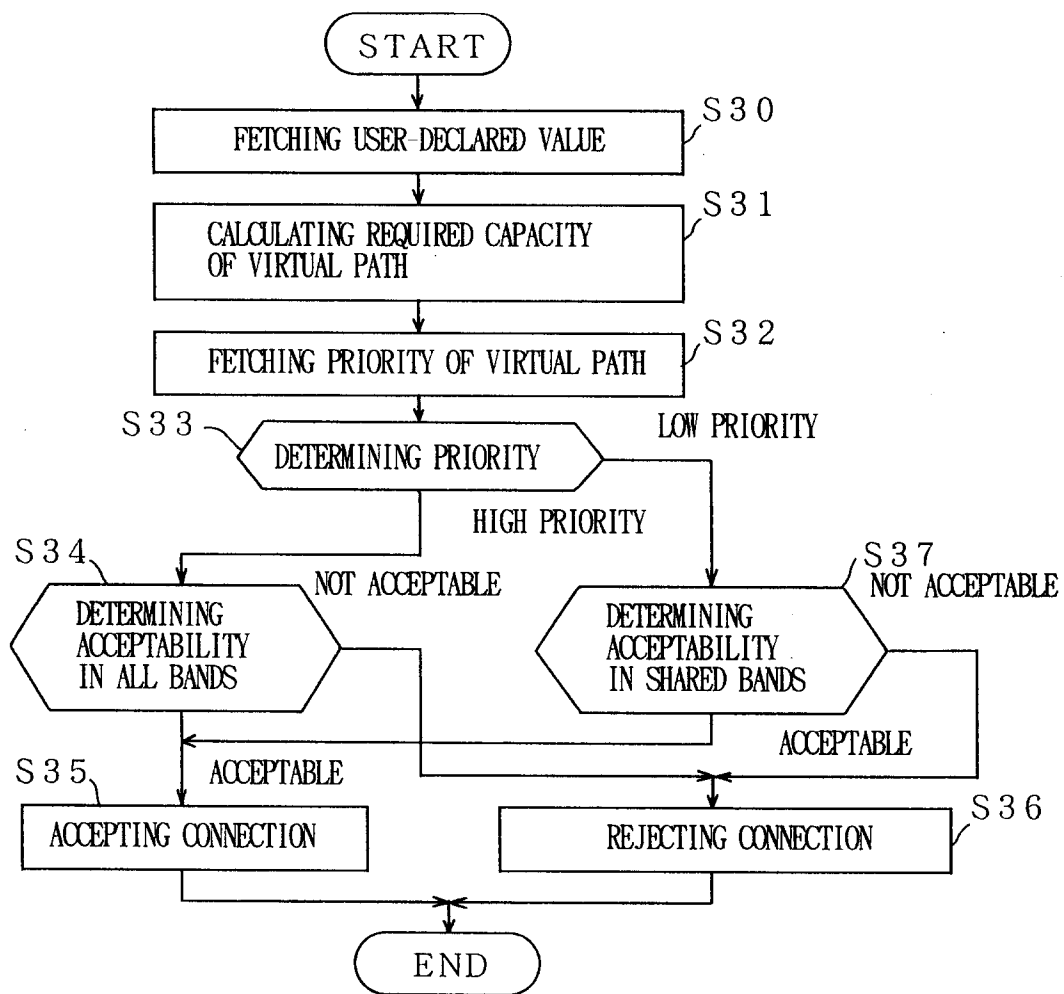 START
S30
FETCHING USER-DECLARED VALUE
S31
CALCULATING REQUIRED CAPACITY
OF VIRTUAL PATH
S32
FETCHING PRIORITY OF VIRTUAL PATH
S33
LOW PRIORITY
DETERMINING PRIORITY
HIGH PRIORITY
S34
NOT ACCEPTABLE
DETERMINING
ACCEPTABILITY
IN ALL BANDS
S37
NOT ACCEPTABLE
DETERMINING
ACCEPTABILITY
IN SHARED BANDS
ACCEPTABLE
ACCEPTABLE
S35
ACCEPTING CONNECTION
S36
REJECTING CONNECTION
END